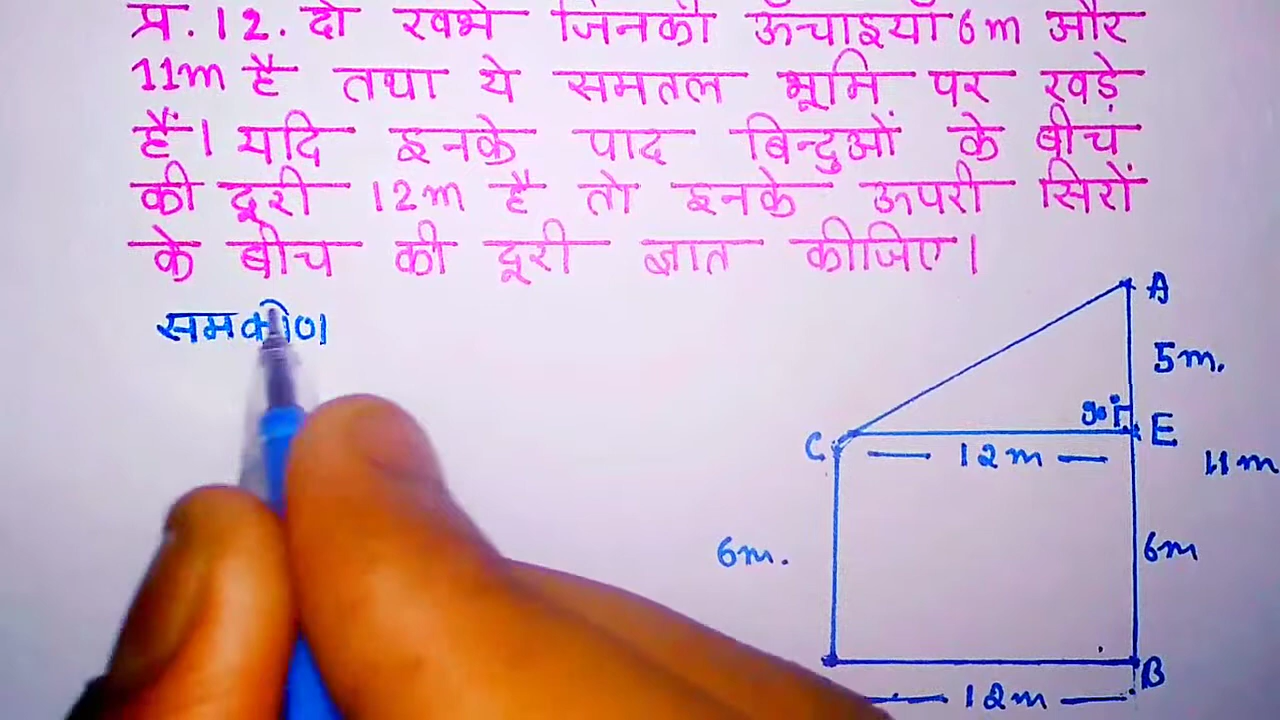 प्र. 12. दो खम्भे जिनकी ऊँचाइयाँ 6m और
11m है तथा ये समतल भूमि पर खड़े
हैं। यदि इनके पाद बिन्दुओं के बीच
की दूरी 12m है तो इनके ऊपरी सिरों
के बीच की दूरी ज्ञात कीजिए।
समकोण
A
5m.
90°
E
C
12m
11m
6m.
6m
B
12m